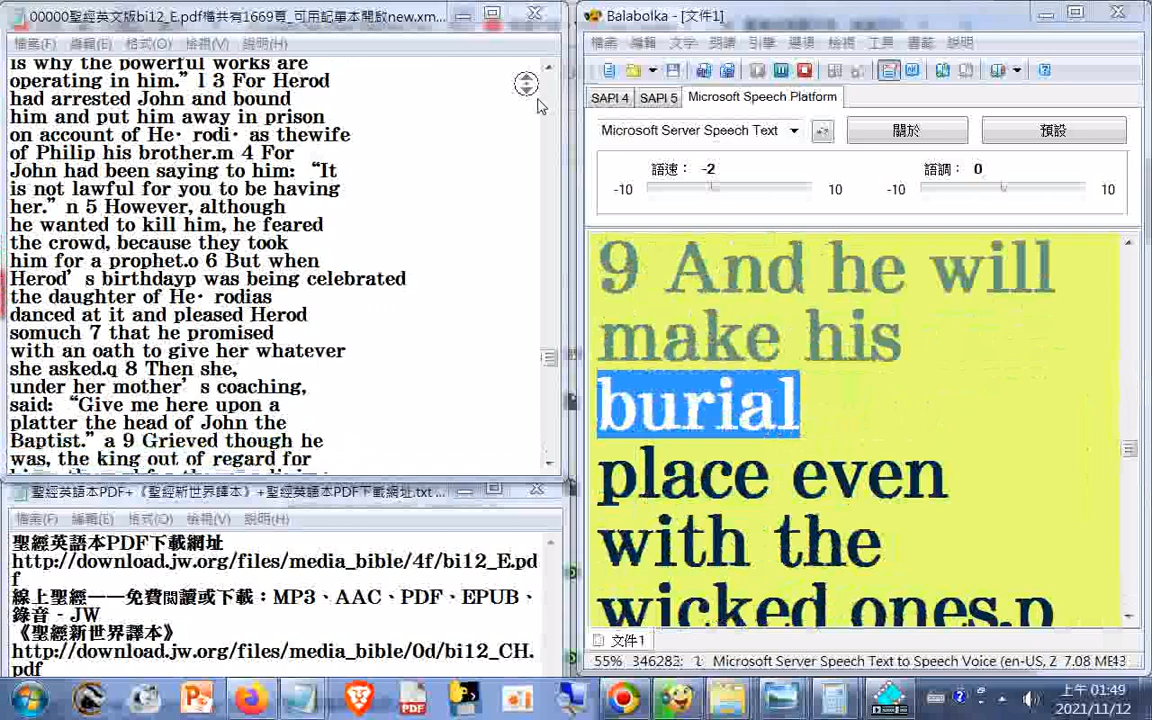 00000聖經英文版bi12_E.pdf檔共有1669頁_可用記事本開啟new.xm...
檔案(F) 編輯(E) 格式(O) 檢視(V) 說明(H)
is why the powerful works are
operating in him.” l 3 For Herod
had arrested John and bound
him and put him away in prison
on account of He· rodi· as thewife
of Philip his brother.m 4 For
John had been saying to him: “It
is not lawful for you to be having
her.” n 5 However, although
he wanted to kill him, he feared
the crowd, because they took
him for a prophet.o 6 But when
Herod’s birthdayp was being celebrated
the daughter of He· rodias
danced at it and pleased Herod
somuch 7 that he promised
with an oath to give her whatever
she asked.q 8 Then she,
under her mother’s coaching,
said: “Give me here upon a
platter the head of John the
Baptist.” a 9 Grieved though he
was, the king out of regard for
聖經英語本PDF+《聖經新世界譯本》+聖經英語本PDF下載網址.txt ...
檔案(F) 編輯(E) 格式(O) 檢視(V) 說明(H)
聖經英語本PDF下載網址
http://download.jw.org/files/media_bible/4f/bi12_E.pd
f
線上聖經——免費閱讀或下載：MP3、AAC、PDF、EPUB、
錄音 - JW
《聖經新世界譯本》
http://download.jw.org/files/media_bible/0d/bi12_CH.
pdf
Balabolka - [文件1]
檔案 編輯 文字 朗讀 引擎 選項 檢視 工具 書籤 說明
SAPI 4 SAPI 5 Microsoft Speech Platform
Microsoft Server Speech Text 關於 預設
語速： -2 語調： 0
-10 10 -10 10
9 And he will
make his
burial
place even
with the
wicked ones.p
文件1
55% Microsoft Server Speech Text to Speech Voice (en-US, Z 7.08 ME43
上午 01:49
2021/11/12